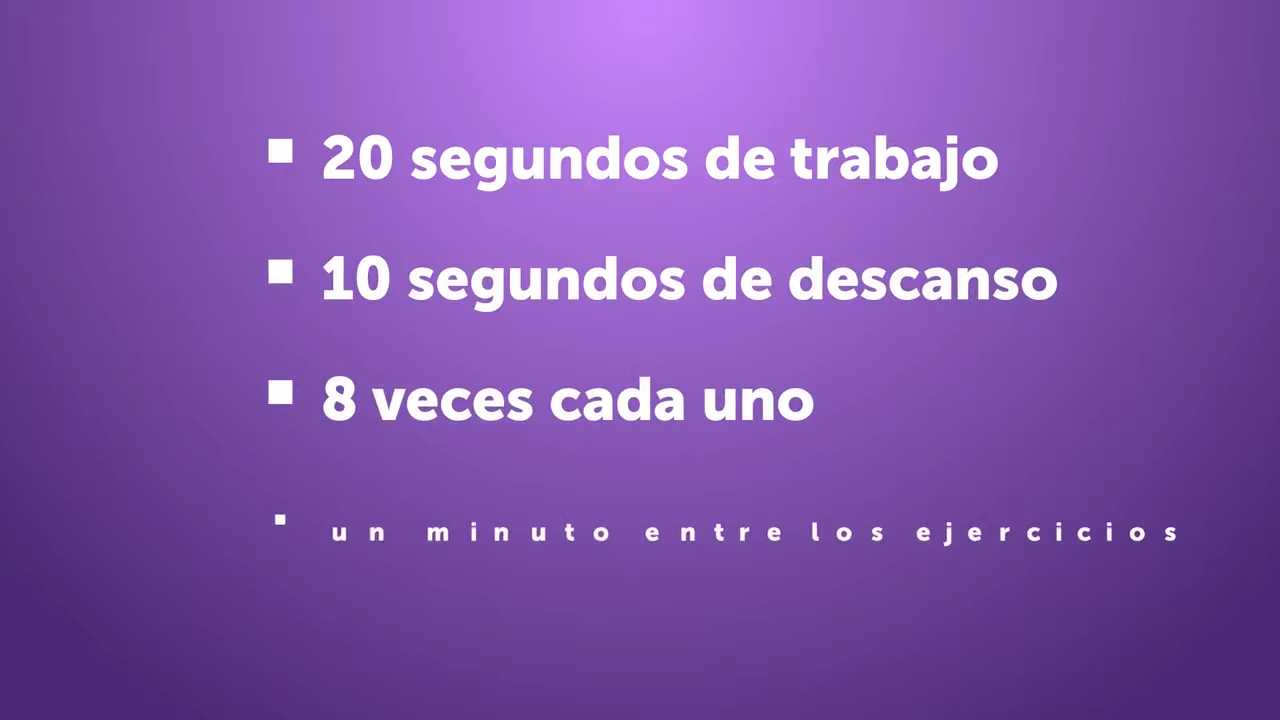 20 segundos de trabajo
10 segundos de descanso
8 veces cada uno
un minuto entre los ejercicios